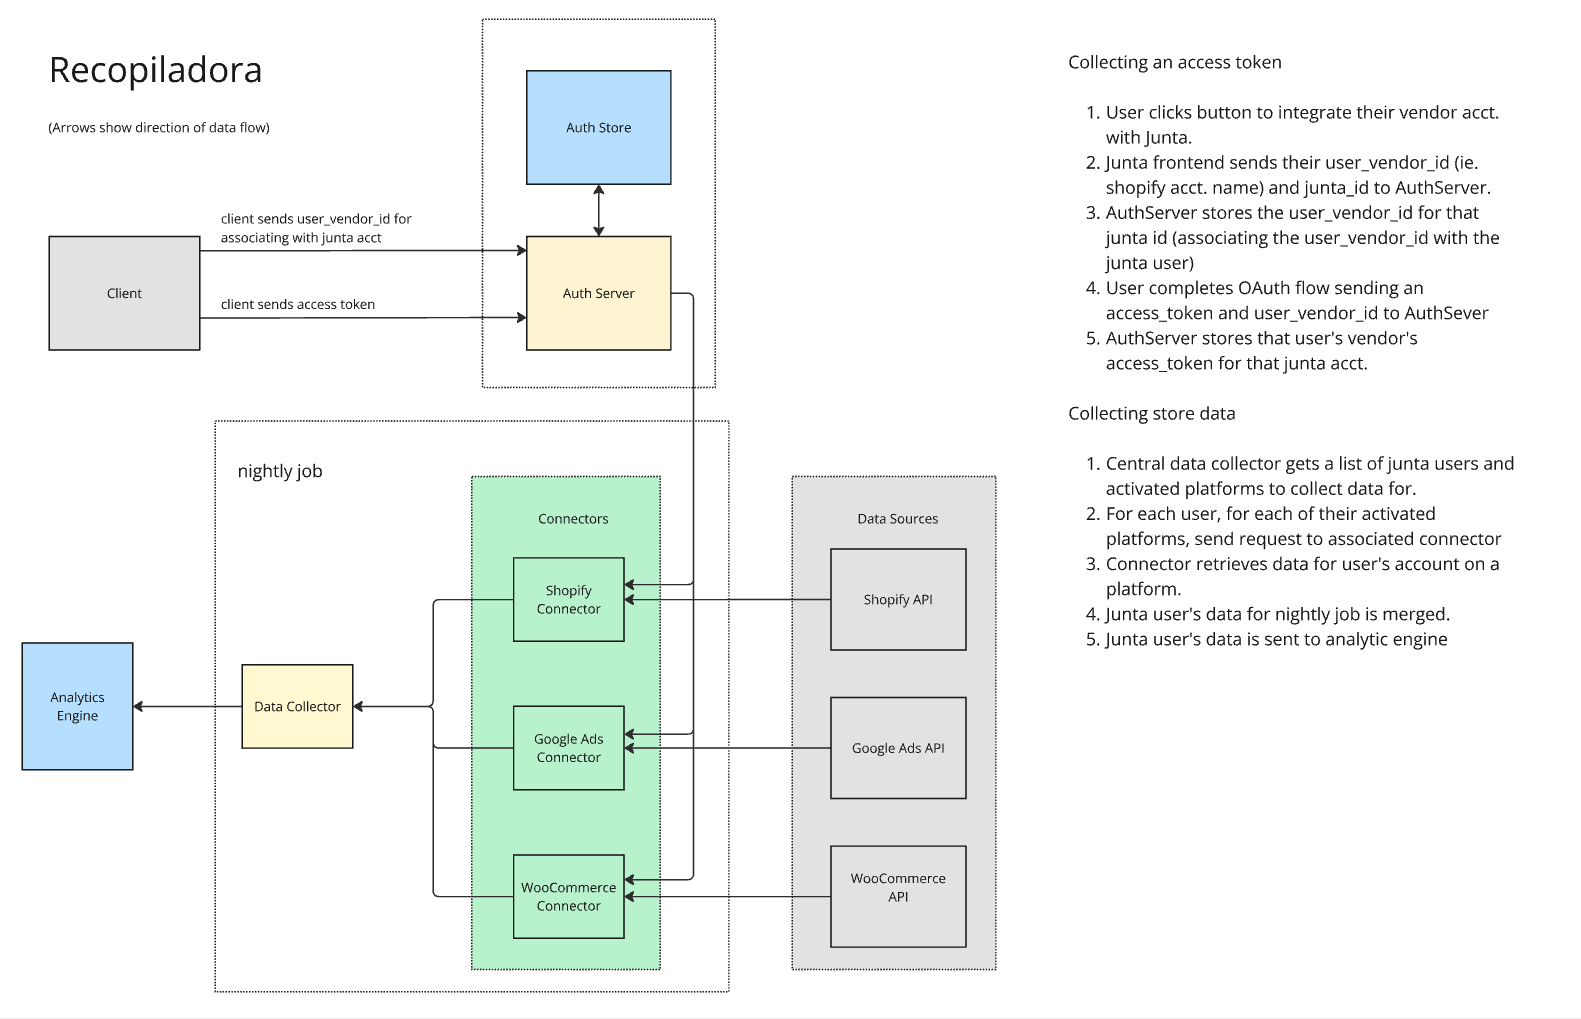 Recopiladora
(Arrows show direction of data flow)
Auth Store
client sends user_vendor_id for
associating with junta acct
Client
Auth Server
client sends access token
nightly job
Connectors
Data Sources
Shopify
Connector
Shopify API
Analytics
Engine
Data Collector
Google Ads
Connector
Google Ads API
WooCommerce
Connector
WooCommerce
API
Collecting an access token
1. User clicks button to integrate their vendor acct.
with Junta.
2. Junta frontend sends their user_vendor_id (ie.
shopify acct. name) and junta_id to AuthServer.
3. AuthServer stores the user_vendor_id for that
junta id (associating the user_vendor_id with the
junta user)
4. User completes OAuth flow sending an
access_token and user_vendor_id to AuthSever
5. AuthServer stores that user's vendor's
access_token for that junta acct.
Collecting store data
1. Central data collector gets a list of junta users and
activated platforms to collect data for.
2. For each user, for each of their activated
platforms, send request to associated connector
3. Connector retrieves data for user's account on a
platform.
4. Junta user's data for nightly job is merged.
5. Junta user's data is sent to analytic engine